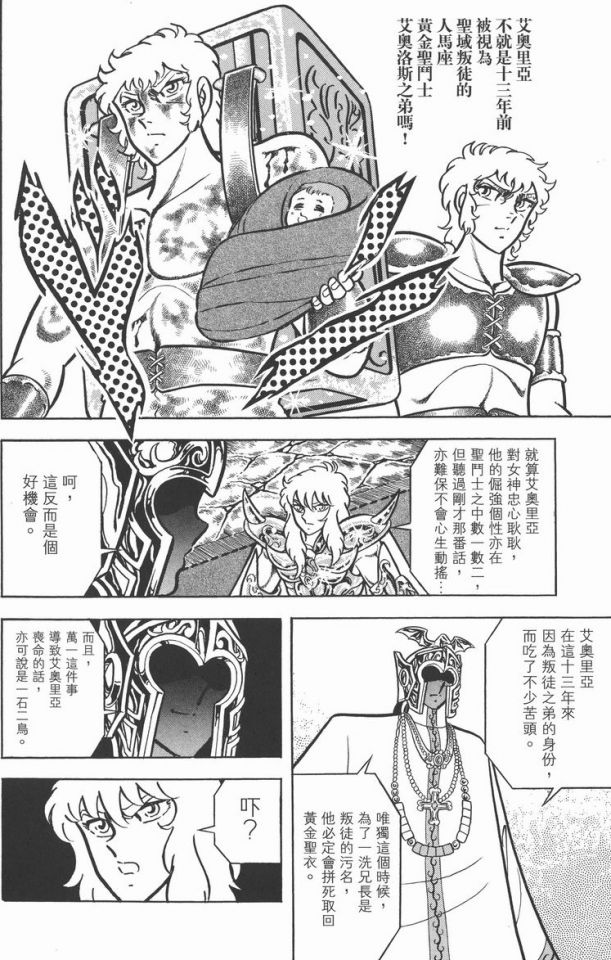 艾奧里亞
不就是十三年前
被視為
聖域叛徒的
人馬座
黃金聖鬥士
艾奧洛斯之弟嗎！
就算艾奧里亞
對女神忠心耿耿，
他的倔強個性亦在
聖鬥士之中數一數二，
但聽過剛才那番話，
亦難保不會心生動搖…
呵，
這反而是個
好機會。
艾奧里亞
在這十三年來
因為叛徒之弟的身份，
而吃了不少苦頭。
唯獨這個時候，
為了一洗兄長是
叛徒的污名，
他必定會拼死取回
黃金聖衣。
而且，
萬一這件事
導致艾奧里亞
喪命的話，
亦可說是一石二鳥。
吓？